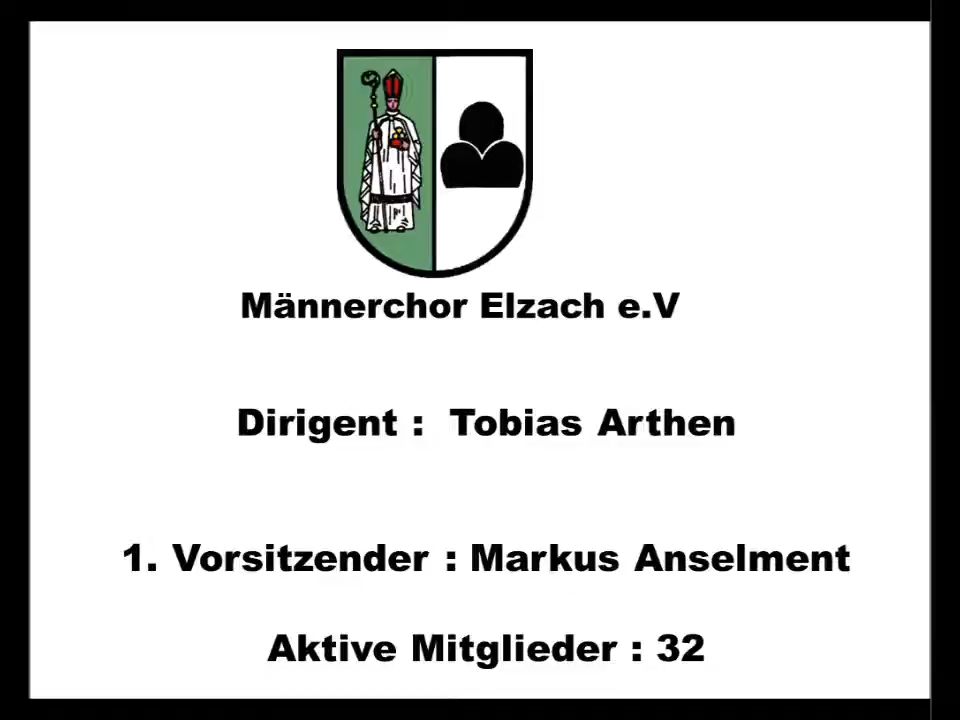 Männerchor Elzach e.V
Dirigent : Tobias Arthen
1. Vorsitzender : Markus Anselment
Aktive Mitglieder : 32